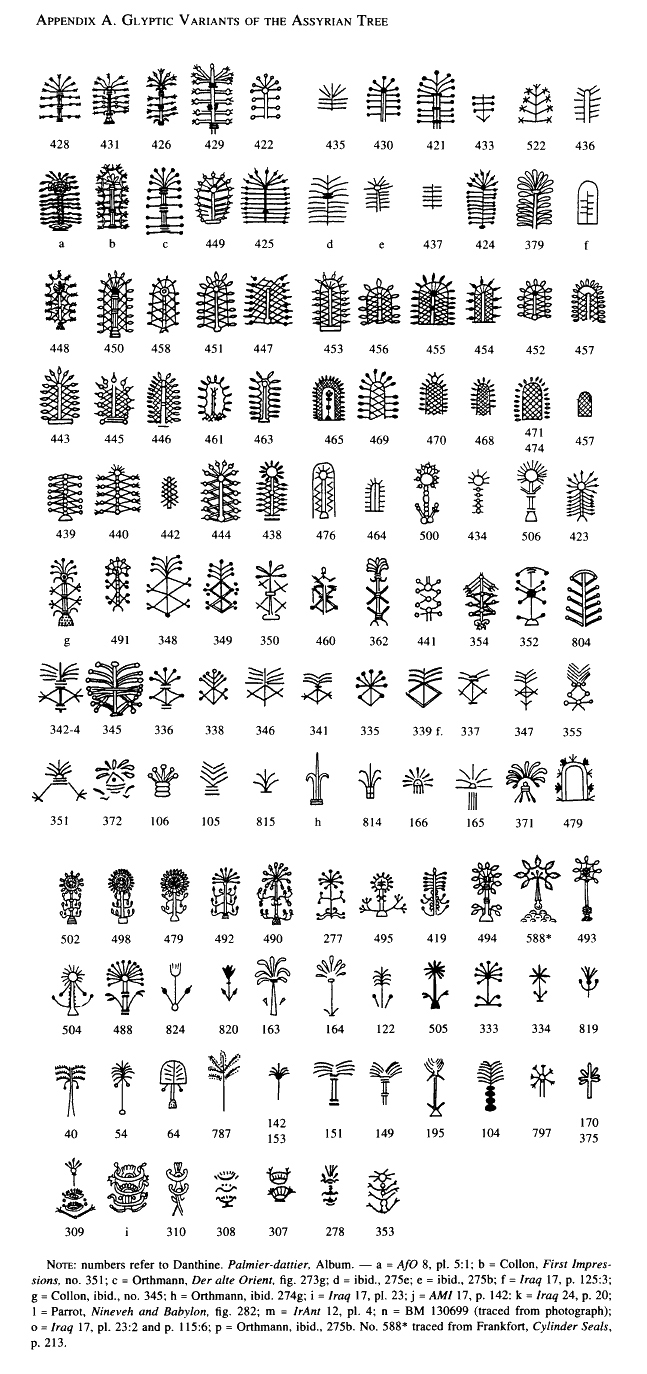 APPENDIX A. GLYPTIC VARIANTS OF THE ASSYRIAN TREE
428 431 426 429 422 435 430 421 433 522 436
a b c 449 425 d e 437 424 379 f
448 450 458 451 447 453 456 455 454 452 457
443 445 446 461 463 465 469 470 468 471 457
474
439 440 442 444 438 476 464 500 434 506 423
g 491 348 349 350 460 362 441 354 352 804
342-4 345 336 338 346 341 335 339 f. 337 347 355
351 372 106 105 815 h 814 166 165 371 479
502 498 479 492 490 277 495 419 494 588* 493
504 488 824 820 163 164 122 505 333 334 819
40 54 64 787 142 151 149 195 104 797 170
153 375
309 i 310 308 307 278 353
NOTE: numbers refer to Danthine. Palmier-dattier, Album. — a = AfO 8, pl. 5:1; b = Collon, First Impres-
sions, no. 351; c = Orthmann, Der alte Orient, fig. 273g; d = ibid., 275e; e = ibid., 275b; f = Iraq 17, p. 125:3;
g = Collon, ibid., no. 345; h = Orthmann, ibid. 274g; i = Iraq 17, pl. 23; j = AMI 17, p. 142: k = Iraq 24, p. 20;
l = Parrot, Nineveh and Babylon, fig. 282; m = IrAnt 12, pl. 4; n = BM 130699 (traced from photograph);
o = Iraq 17, pl. 23:2 and p. 115:6; p = Orthmann, ibid., 275b. No. 588* traced from Frankfort, Cylinder Seals,
p. 213.